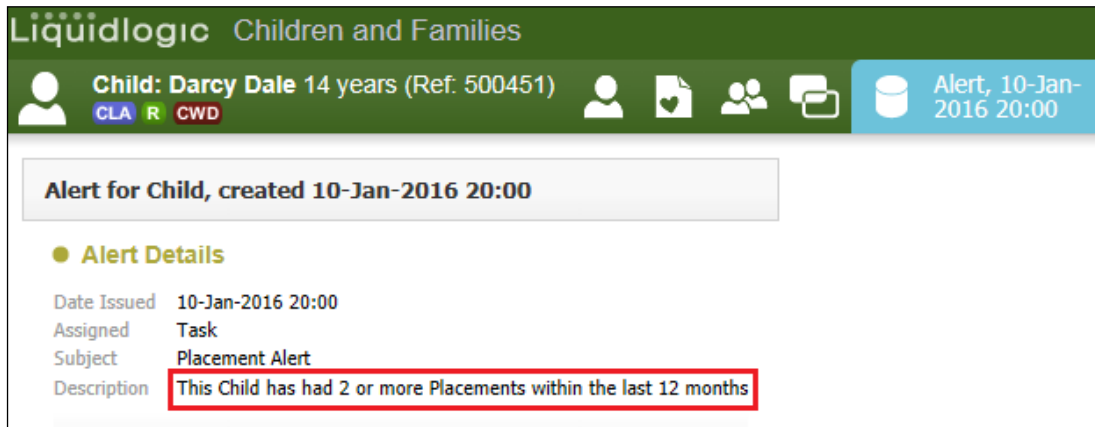 Liquidlogic Children and Families
Child: Darcy Dale 14 years (Ref: 500451)
CLA R CWD
Alert, 10-Jan-
2016 20:00
Alert for Child, created 10-Jan-2016 20:00
Alert Details
Date Issued 10-Jan-2016 20:00
Assigned Task
Subject Placement Alert
Description This Child has had 2 or more Placements within the last 12 months